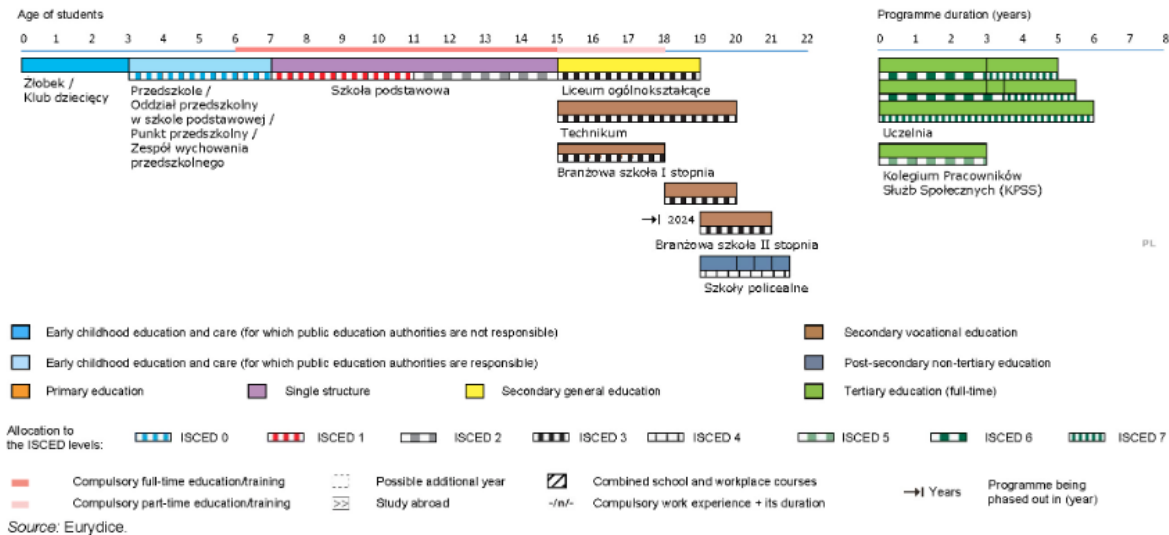 Age of students
Programme duration (years)
0 1 2 3 4 5 6 7 8 9 10 11 12 13 14 15 16 17 18 19 20 21 22
0 1 2 3 4 5 6 7 8
Żłobek /
Klub dziecięcy
Przedszkole /
Oddział przedszkolny
w szkole podstawowej /
Punkt przedszkolny /
Zespół wychowania
przedszkolnego
Szkoła podstawowa
Liceum ogólnokształcące
Technikum
Branżowa szkoła I stopnia
2024
Branżowa szkoła II stopnia
Szkoły policealne
Uczelnia
Kolegium Pracowników
Służb Społecznych (KPSS)
PL
Early childhood education and care (for which public education authorities are not responsible)
Secondary vocational education
Early childhood education and care (for which public education authorities are responsible)
Post-secondary non-tertiary education
Primary education
Single structure
Secondary general education
Tertiary education (full-time)
Allocation to
the ISCED levels:
ISCED 0
ISCED 1
ISCED 2
ISCED 3
ISCED 4
ISCED 5
ISCED 6
ISCED 7
Compulsory full-time education/training
Possible additional year
Combined school and workplace courses
Years
Programme being
phased out in (year)
Compulsory part-time education/training
>>
Study abroad
-/n/-
Compulsory work experience + its duration
Source: Eurydice.